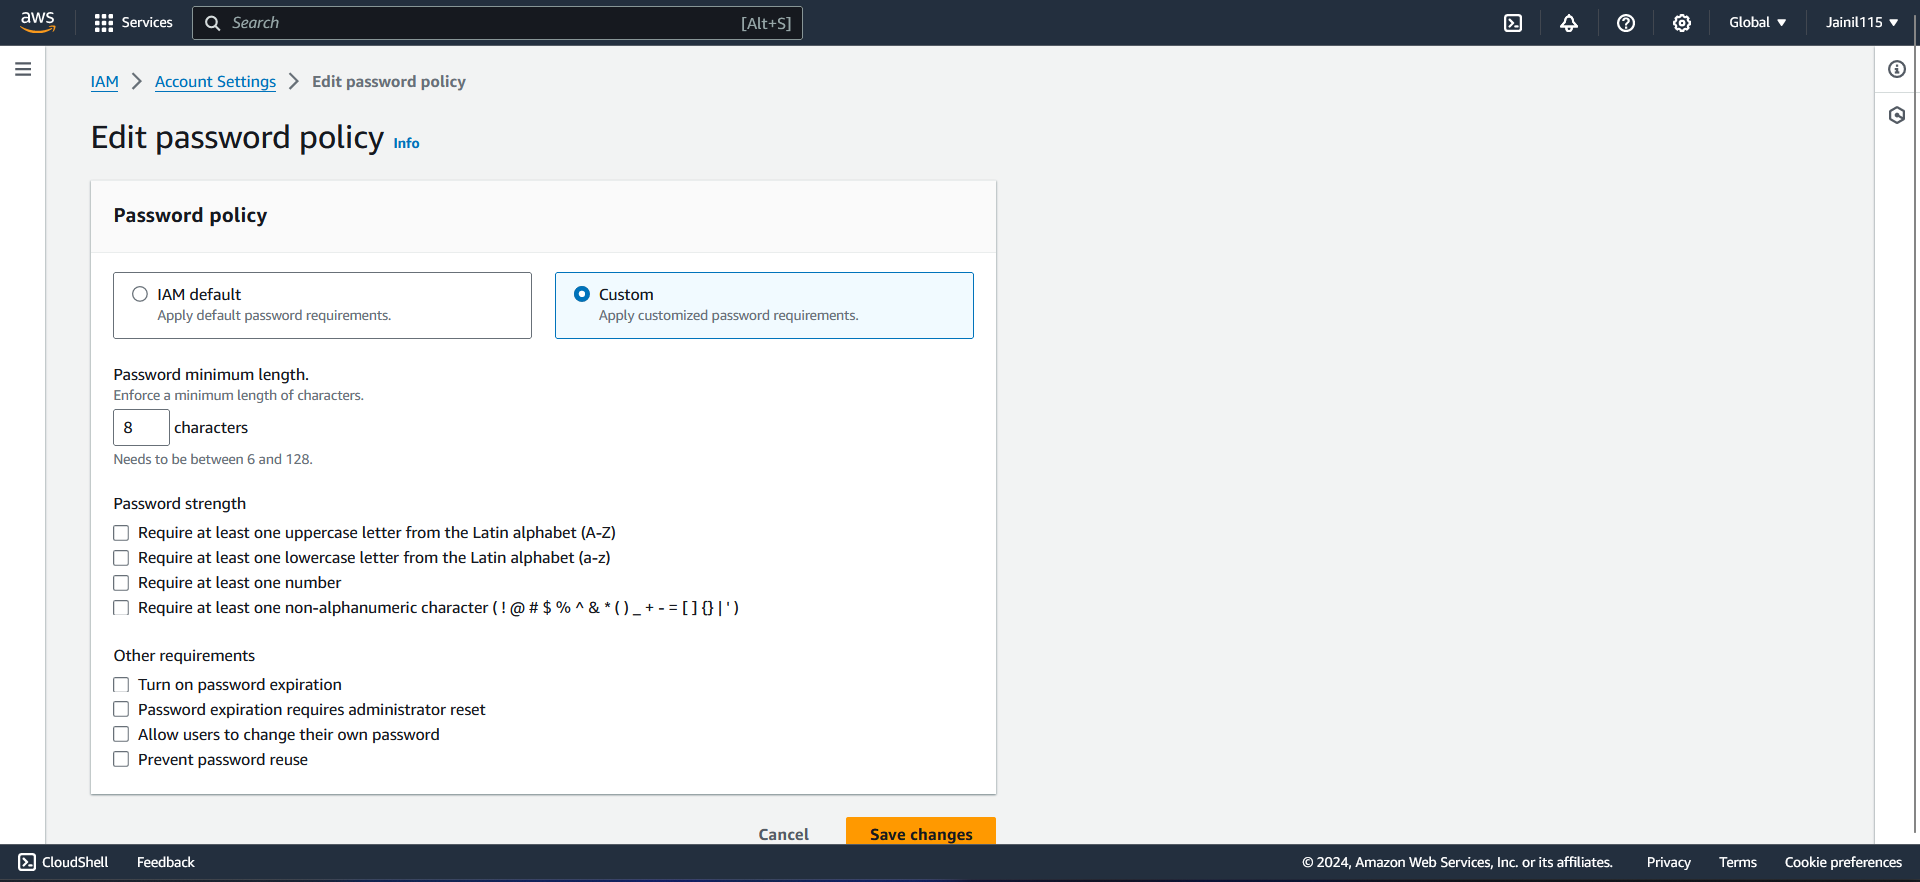 aws Services Search [Alt+S] Global Jainil115
IAM Account Settings Edit password policy
Edit password policy Info
Password policy
IAM default
Apply default password requirements.
Custom
Apply customized password requirements.
Password minimum length.
Enforce a minimum length of characters.
8 characters
Needs to be between 6 and 128.
Password strength
Require at least one uppercase letter from the Latin alphabet (A-Z)
Require at least one lowercase letter from the Latin alphabet (a-z)
Require at least one number
Require at least one non-alphanumeric character ( ! @ # $ % ^ & * ( ) _ + - = [ ] {} | ' )
Other requirements
Turn on password expiration
Password expiration requires administrator reset
Allow users to change their own password
Prevent password reuse
Cancel Save changes
CloudShell Feedback © 2024, Amazon Web Services, Inc. or its affiliates. Privacy Terms Cookie preferences